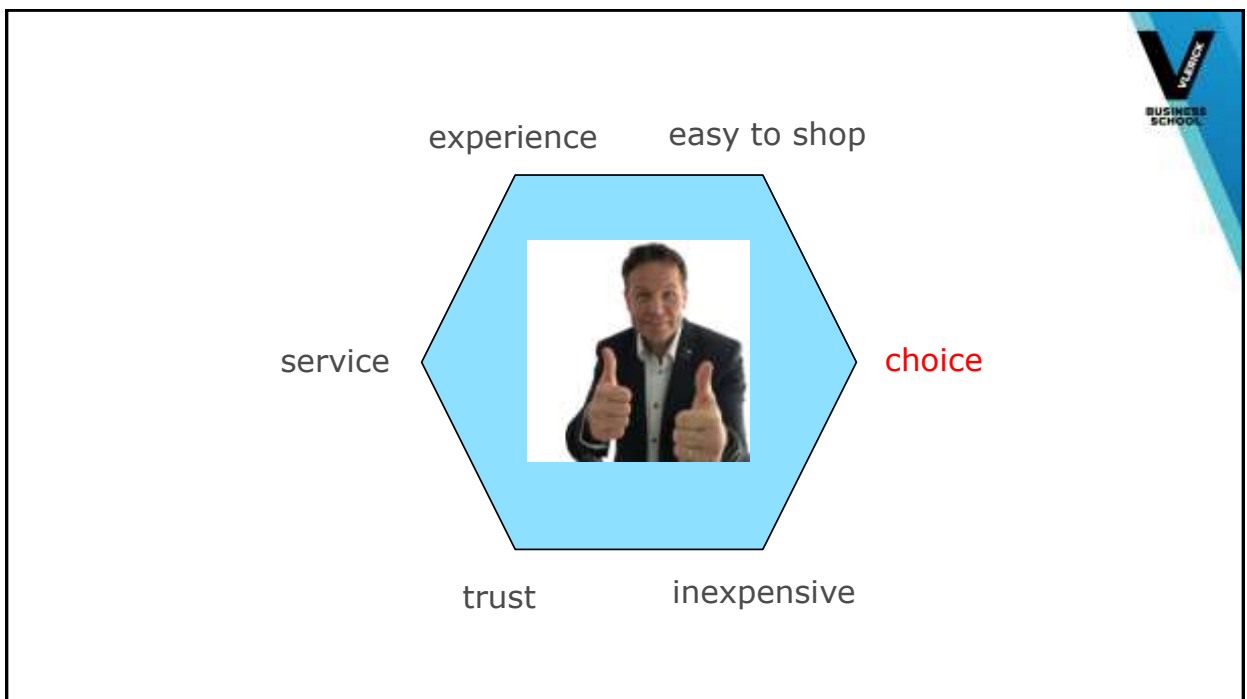 VLERICK
BUSINESS
SCHOOL
experience
easy to shop
service
choice
trust
inexpensive